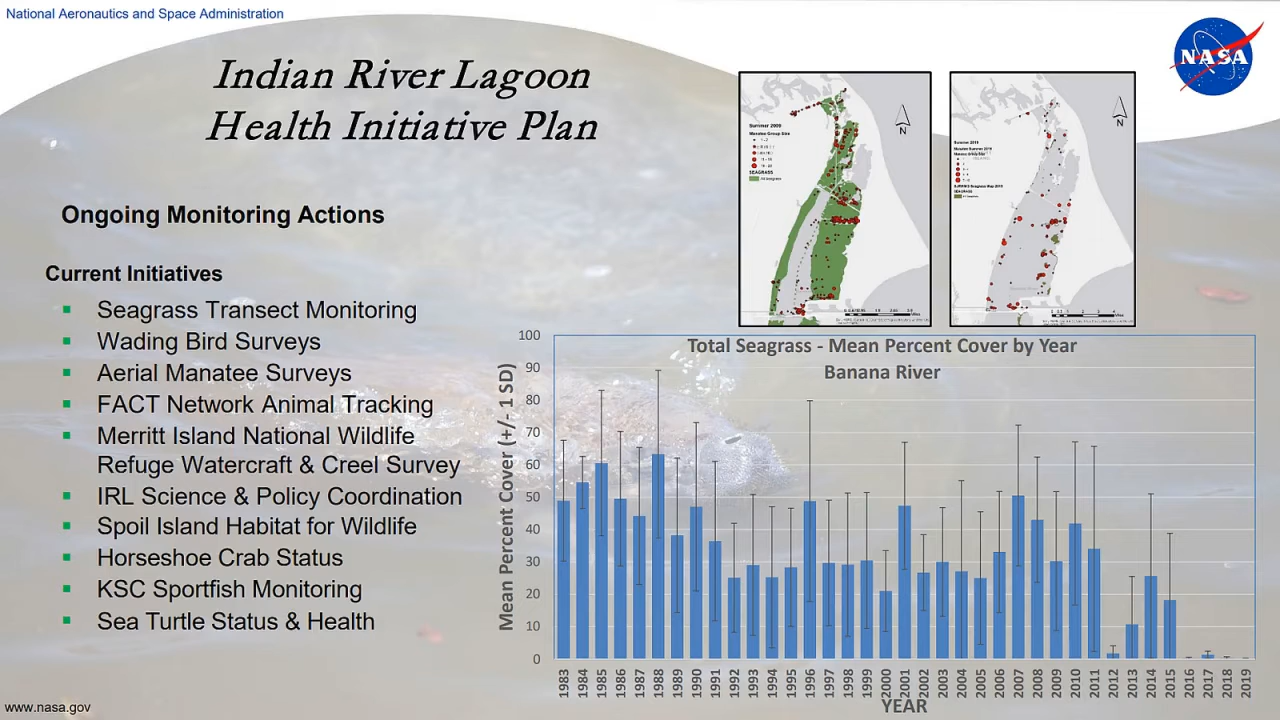 National Aeronautics and Space Administration
NASA
Indian River Lagoon
Health Initiative Plan
Ongoing Monitoring Actions
Current Initiatives
▪ Seagrass Transect Monitoring
▪ Wading Bird Surveys
▪ Aerial Manatee Surveys
▪ FACT Network Animal Tracking
▪ Merritt Island National Wildlife
Refuge Watercraft & Creel Survey
▪ IRL Science & Policy Coordination
▪ Spoil Island Habitat for Wildlife
▪ Horseshoe Crab Status
▪ KSC Sportfish Monitoring
▪ Sea Turtle Status & Health
www.nasa.gov
N
Manatee Group Size
SEAGRASS
N
SEAGRASS
Total Seagrass - Mean Percent Cover by Year
Banana River
Mean Percent Cover (+/- 1 SD)
100
90
80
70
60
50
40
30
20
10
0
1983 1984 1985 1986 1987 1988 1989 1990 1991 1992 1993 1994 1995 1996 1997 1998 1999 2000 2001 2002 2003 2004 2005 2006 2007 2008 2009 2010 2011 2012 2013 2014 2015 2016 2017 2018 2019
YEAR